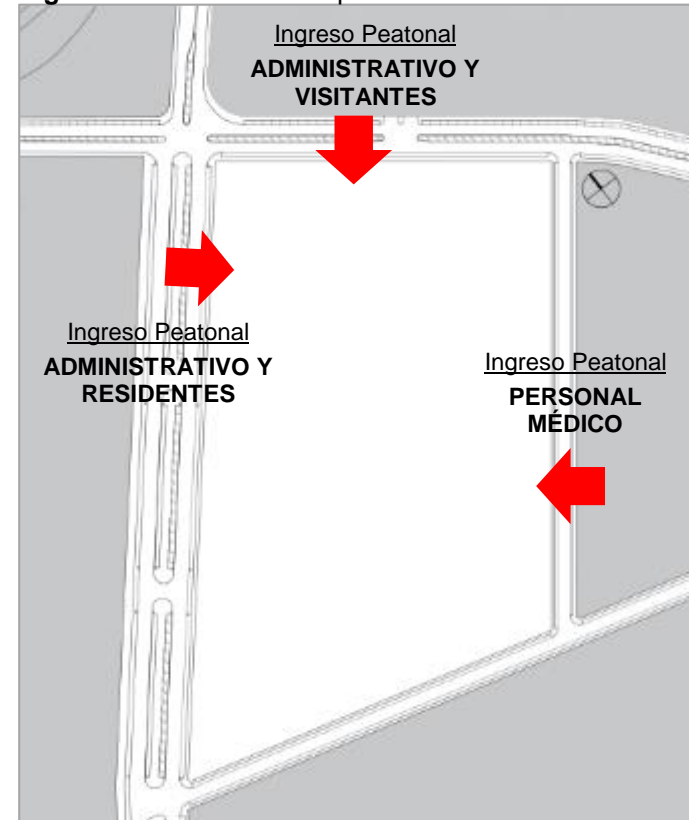 Ingreso Peatonal
ADMINISTRATIVO Y
VISITANTES
Ingreso Peatonal
ADMINISTRATIVO Y
RESIDENTES
Ingreso Peatonal
PERSONAL
MÉDICO